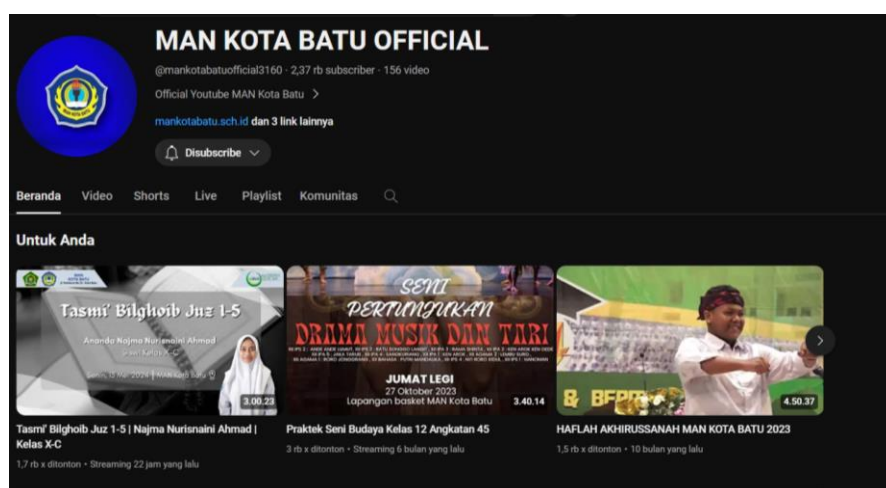 MAN KOTA BATU OFFICIAL
@mankotabatuofficial3160 · 2,37 rb subscriber · 156 video
Official Youtube MAN Kota Batu
mankotabatu.sch.id dan 3 link lainnya
Disubscribe
Beranda Video Shorts Live Playlist Komunitas
Untuk Anda
Tasmi' Bilghoib Juz 1-5
Ananda Najma Nurisnaini Ahmad
3.00.23
SENI
PERTUNJUKAN
DRAMA MUSIK DAN TARI
JUMAT LEGI
27 Oktober 2023
Lapangan basket MAN Kota Batu
3.40.14
4.50.37
Tasmi' Bilghoib Juz 1-5 | Najma Nurisnaini Ahmad |
Kelas X-C
1,7 rb x ditonton • Streaming 22 jam yang lalu
Praktek Seni Budaya Kelas 12 Angkatan 45
3 rb x ditonton • Streaming 6 bulan yang lalu
HAFLAH AKHIRUSSANAH MAN KOTA BATU 2023
1,5 rb x ditonton • 10 bulan yang lalu